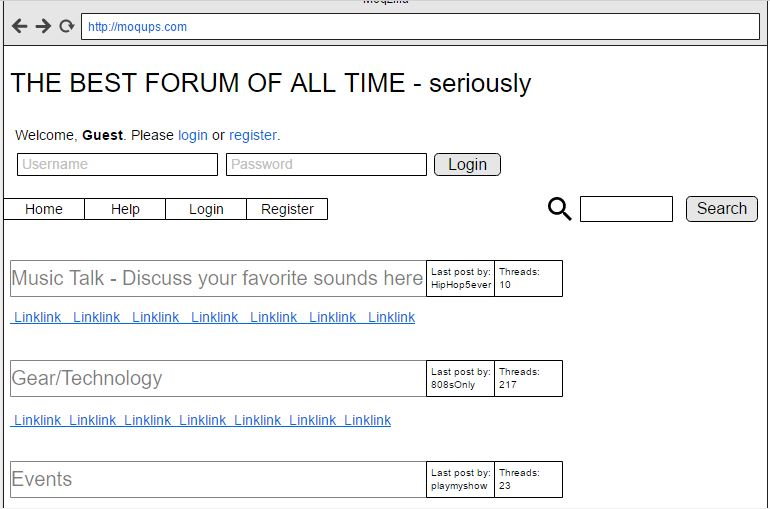 http://moqups.com
THE BEST FORUM OF ALL TIME - seriously
Welcome, Guest. Please login or register.
Username Password Login
Home Help Login Register Search
Music Talk - Discuss your favorite sounds here
Last post by: Threads:
HipHop5ever 10
Linklink Linklink Linklink Linklink Linklink Linklink Linklink
Gear/Technology
Last post by: Threads:
808sOnly 217
Linklink Linklink Linklink Linklink Linklink Linklink Linklink
Events
Last post by: Threads:
playmyshow 23